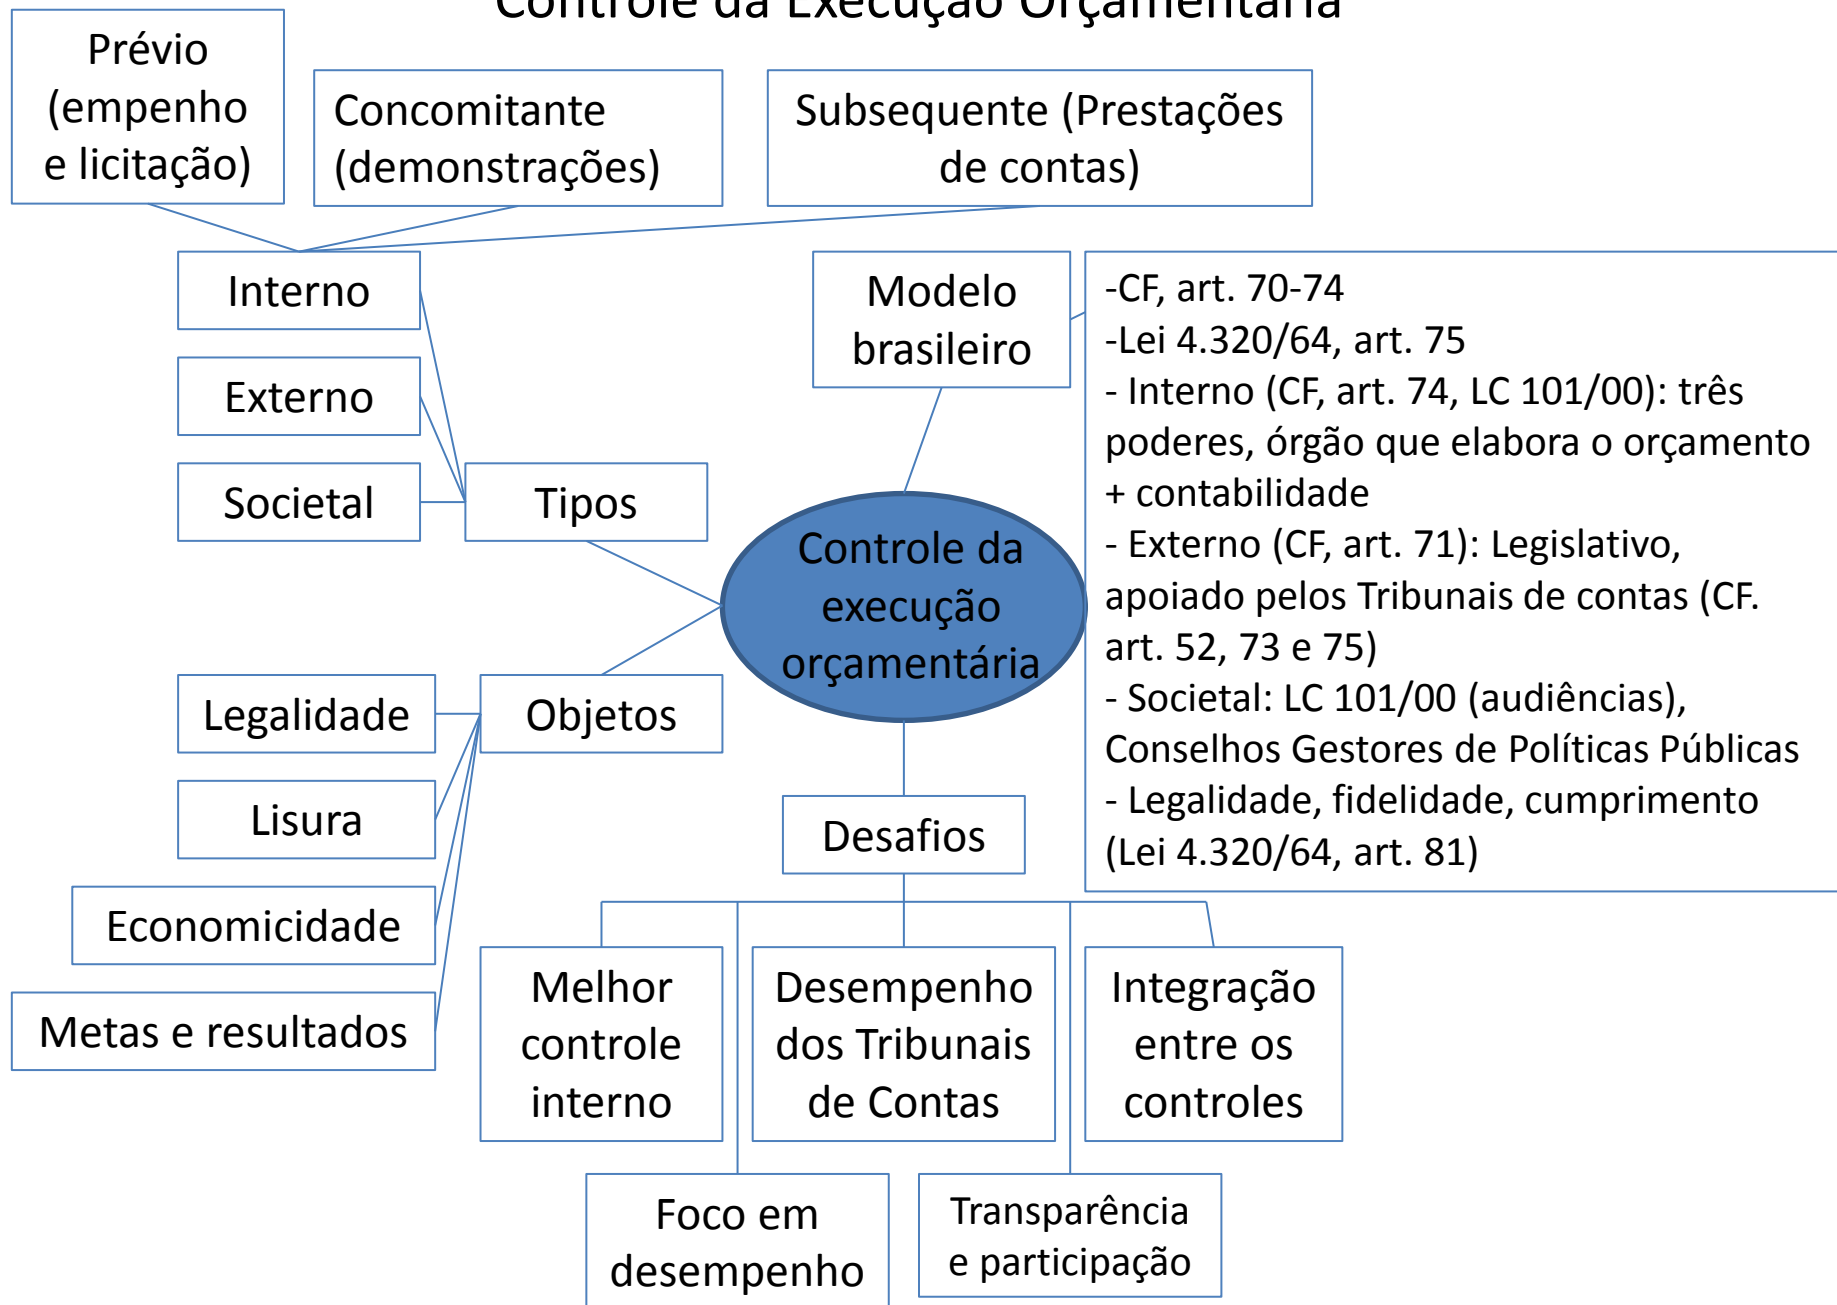 Controle da Execução Orçamentária
Prévio
(empenho
e licitação)
Concomitante
(demonstrações)
Subsequente (Prestações
de contas)
Interno
Externo
Societal
Tipos
Modelo
brasileiro
-CF, art. 70-74
-Lei 4.320/64, art. 75
- Interno (CF, art. 74, LC 101/00): três
poderes, órgão que elabora o orçamento
+ contabilidade
- Externo (CF, art. 71): Legislativo,
apoiado pelos Tribunais de contas (CF.
art. 52, 73 e 75)
- Societal: LC 101/00 (audiências),
Conselhos Gestores de Políticas Públicas
- Legalidade, fidelidade, cumprimento
(Lei 4.320/64, art. 81)
Controle da
execução
orçamentária
Legalidade
Objetos
Lisura
Economicidade
Metas e resultados
Desafios
Melhor
controle
interno
Desempenho
dos Tribunais
de Contas
Integração
entre os
controles
Foco em
desempenho
Transparência
e participação